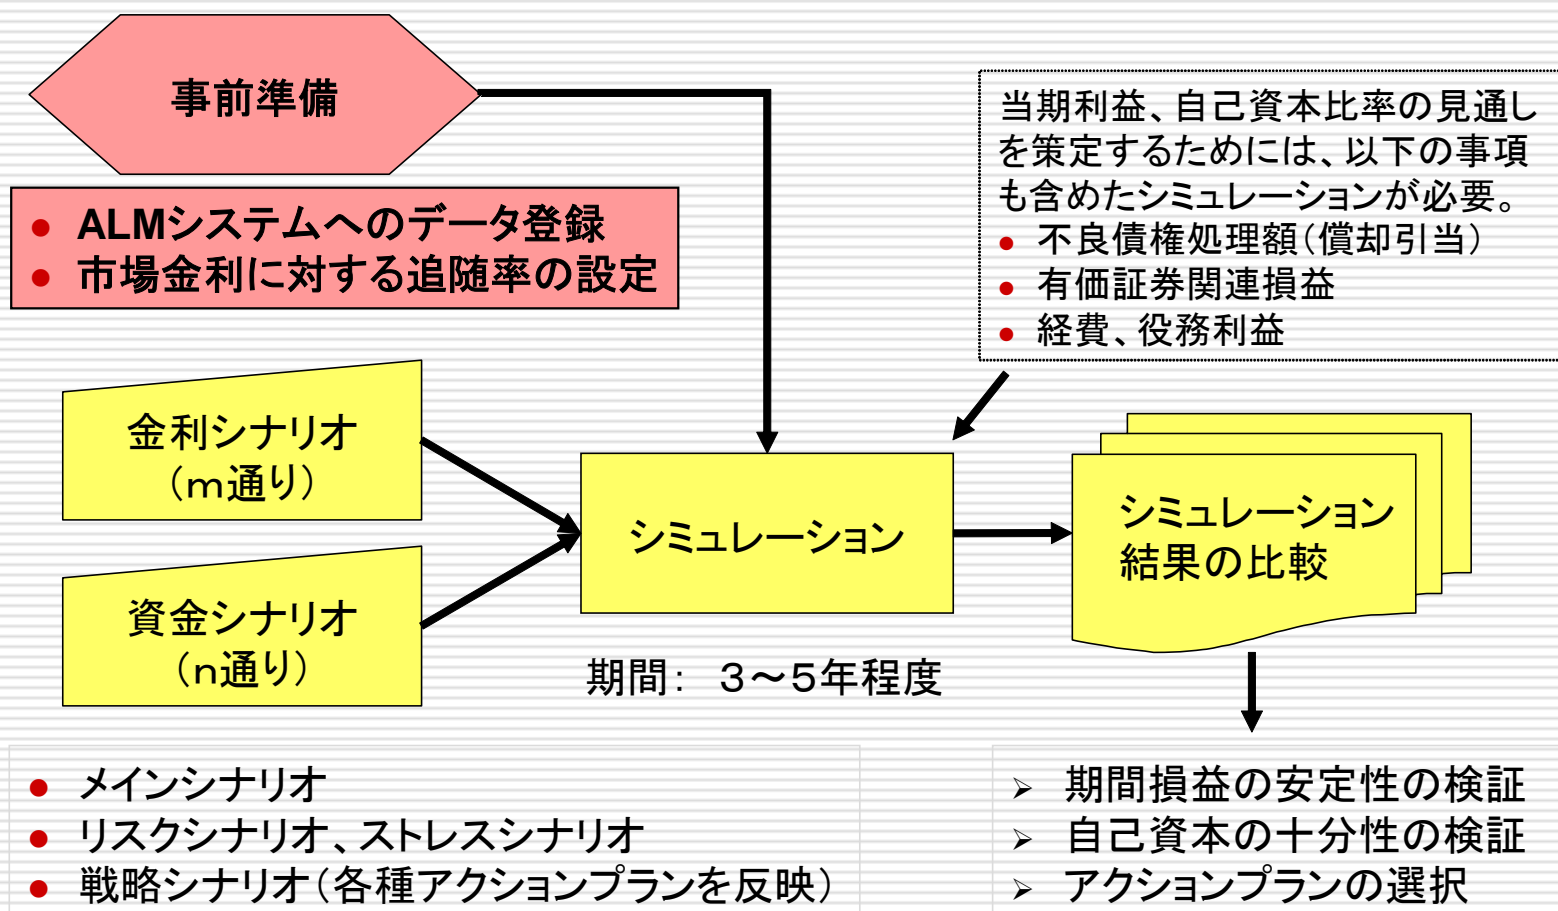 事前準備
● ALMシステムへのデータ登録
● 市場金利に対する追随率の設定
当期利益、自己資本比率の見通し
を策定するためには、以下の事項
も含めたシミュレーションが必要。
● 不良債権処理額(償却引当)
● 有価証券関連損益
● 経費、役務利益
金利シナリオ
(m通り)
資金シナリオ
(n通り)
シミュレーション
期間: 3~5年程度
シミュレーション
結果の比較
● メインシナリオ
● リスクシナリオ、ストレスシナリオ
● 戦略シナリオ(各種アクションプランを反映)
➢ 期間損益の安定性の検証
➢ 自己資本の十分性の検証
➢ アクションプランの選択